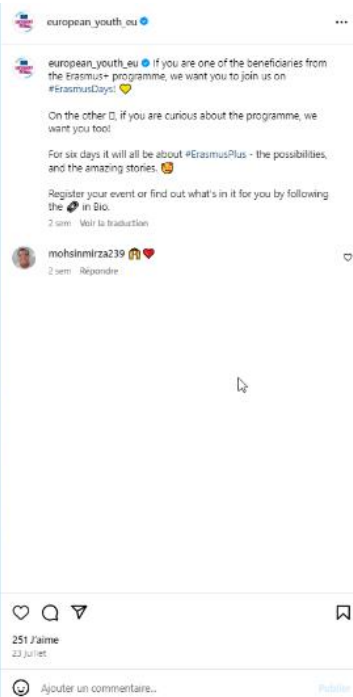 european_youth_eu
european_youth_eu If you are one of the beneficiaries from
the Erasmus+ programme, we want you to join us on
#ErasmusDays! 💛
On the other ▯, if you are curious about the programme, we
want you too!
For six days it will all be about #ErasmusPlus - the possibilities,
and the amazing stories. 🤩
Register your event or find out what's in it for you by following
the 🔗 in Bio.
2 sem Voir la traduction
mohsinmirza239 ❤️
2 sem Répondre
251 J'aime
23 juillet
Ajouter un commentaire...
Publier